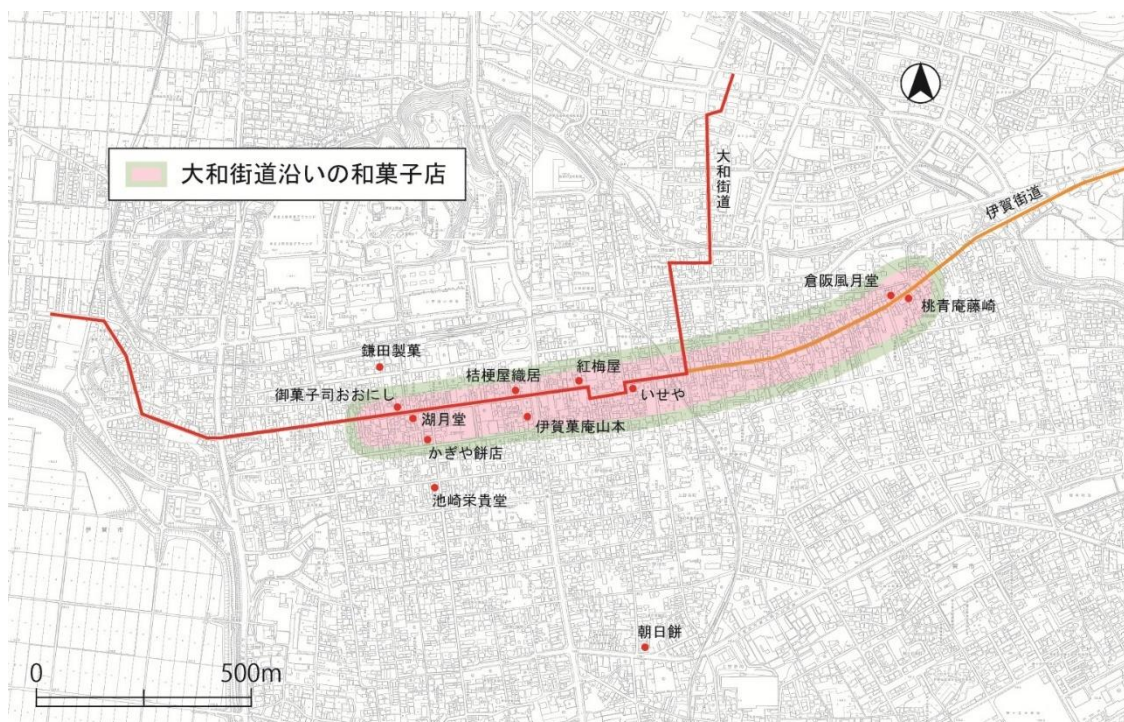 大和街道沿いの和菓子店
大和街道
伊賀街道
倉阪風月堂
桃青庵藤崎
鎌田製菓
紅梅屋
桔梗屋織居
いせや
御菓子司おおにし
湖月堂
伊賀菓庵山本
かぎや餅店
池崎栄貴堂
朝日餅
0
500m